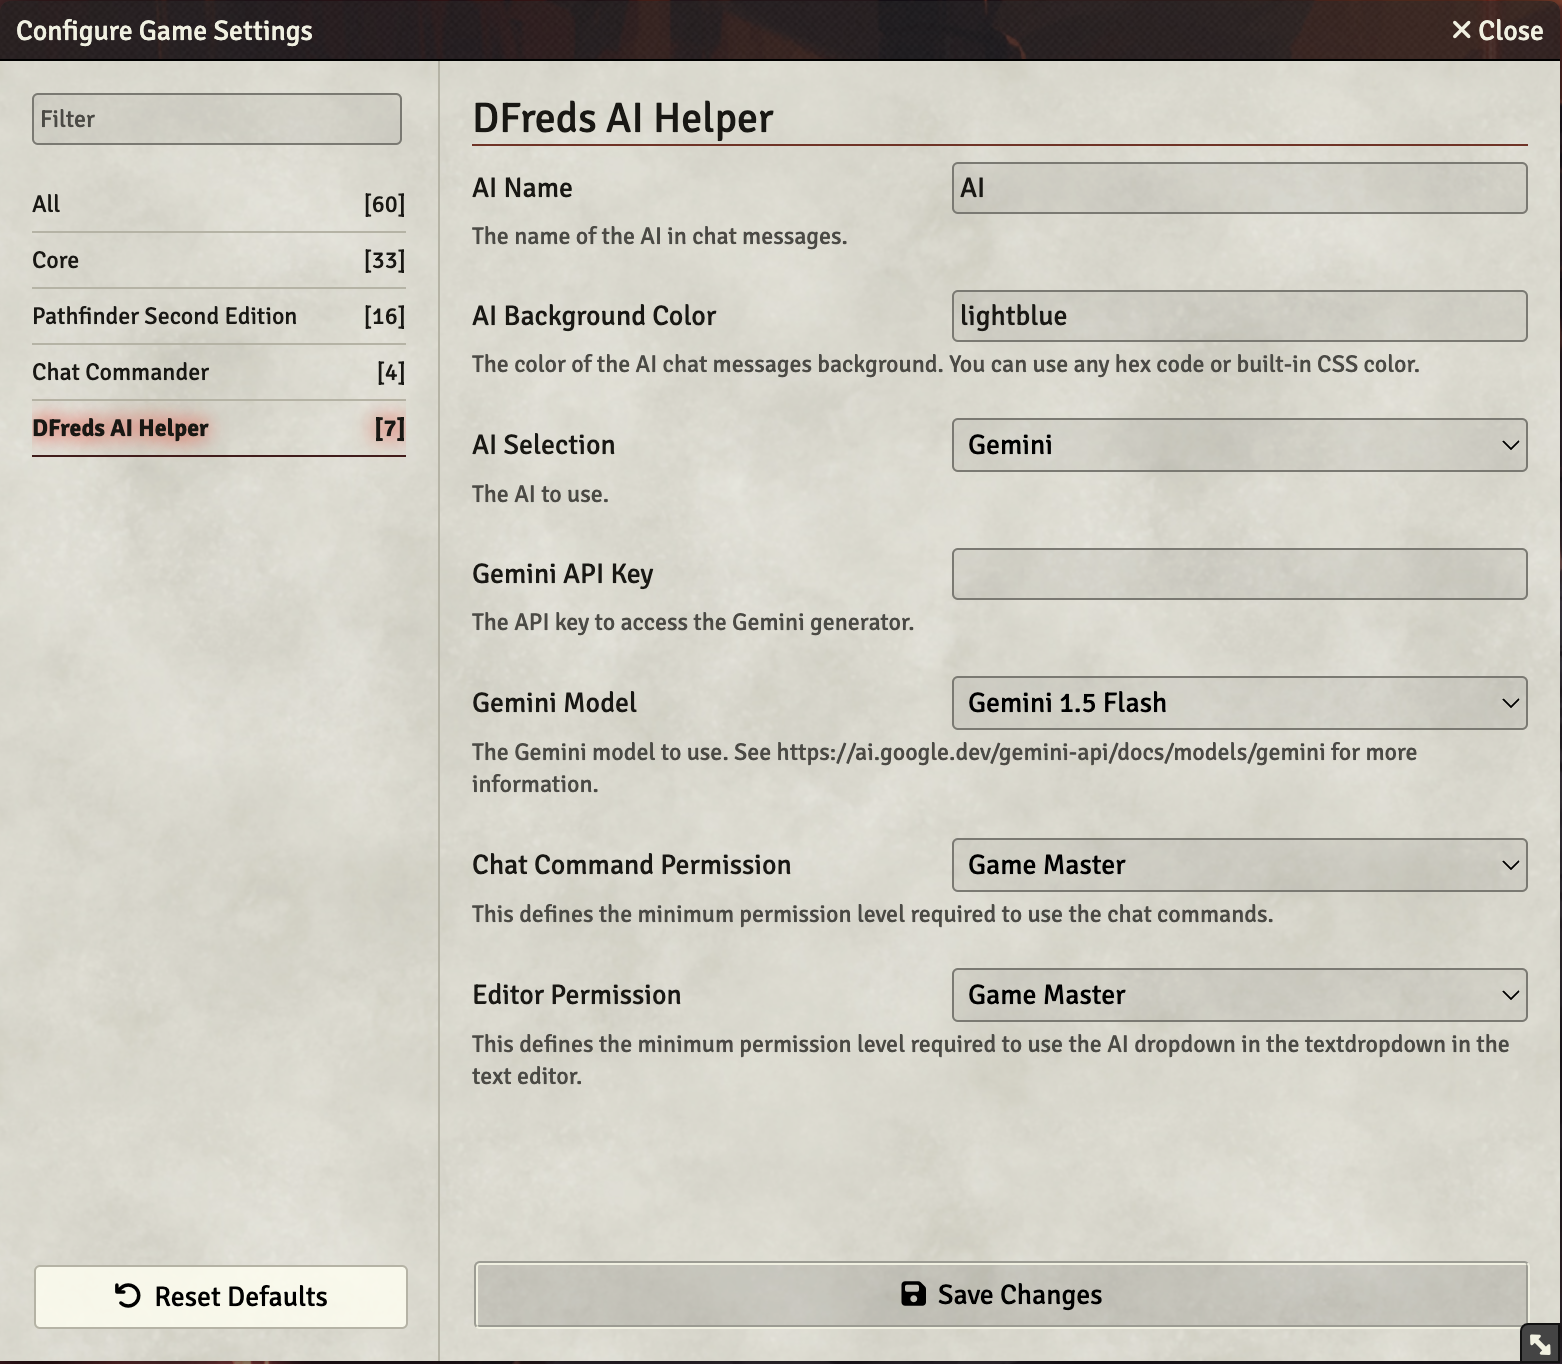 Configure Game Settings
Close
Filter
All [60]
Core [33]
Pathfinder Second Edition [16]
Chat Commander [4]
DFreds AI Helper [7]
Reset Defaults
DFreds AI Helper
AI Name
AI
The name of the AI in chat messages.
AI Background Color
lightblue
The color of the AI chat messages background. You can use any hex code or built-in CSS color.
AI Selection
Gemini
The AI to use.
Gemini API Key
The API key to access the Gemini generator.
Gemini Model
Gemini 1.5 Flash
The Gemini model to use. See https://ai.google.dev/gemini-api/docs/models/gemini for more
information.
Chat Command Permission
Game Master
This defines the minimum permission level required to use the chat commands.
Editor Permission
Game Master
This defines the minimum permission level required to use the AI dropdown in the textdropdown in the
text editor.
Save Changes